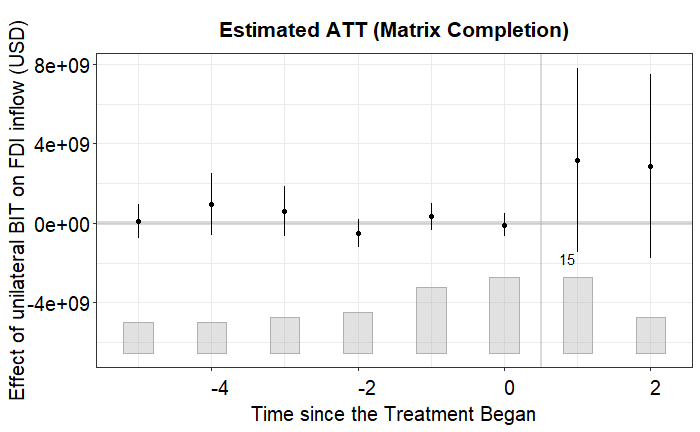 Estimated ATT (Matrix Completion)
Effect of unilateral BIT on FDI inflow (USD)
8e+09
4e+09
0e+00
-4e+09
15
-4
-2
0
2
Time since the Treatment Began